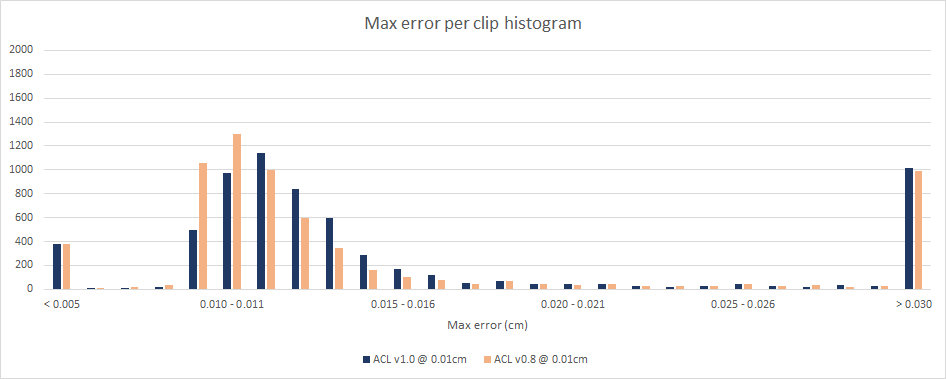 Max error per clip histogram
2000
1800
1600
1400
1200
1000
800
600
400
200
0
< 0.005 0.010 - 0.011 0.015 - 0.016 0.020 - 0.021 0.025 - 0.026 > 0.030
Max error (cm)
ACL v1.0 @ 0.01cm ACL v0.8 @ 0.01cm